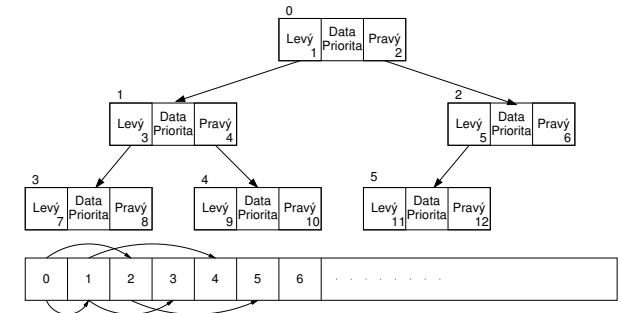 0
Levý 1 Data Priorita Pravý 2
1
2
Levý 3 Data Priorita Pravý 4
Levý 5 Data Priorita Pravý 6
3
4
5
Levý 7 Data Priorita Pravý 8
Levý 9 Data Priorita Pravý 10
Levý 11 Data Priorita Pravý 12
0 1 2 3 4 5 6 . . . . . . . .